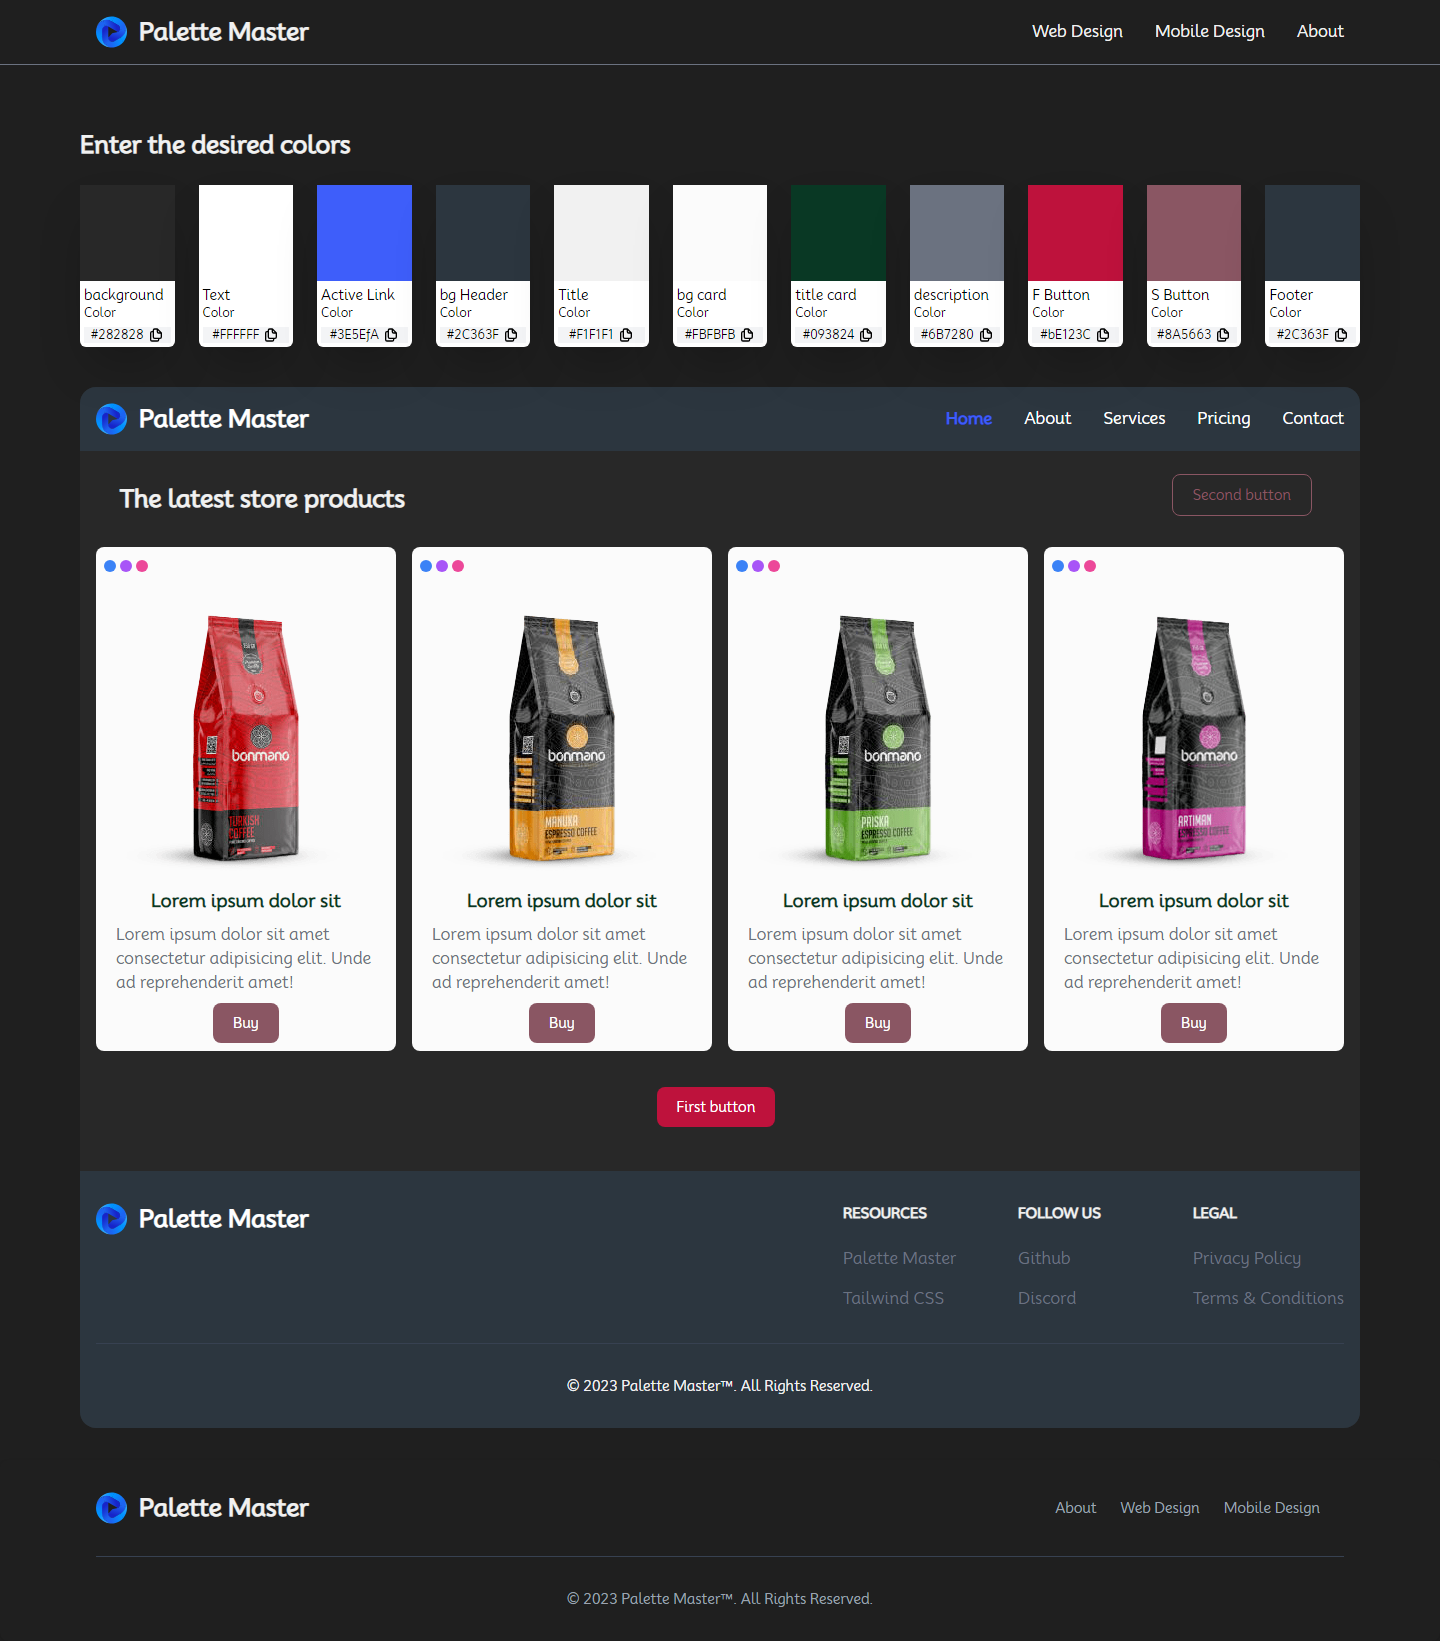 Palette Master
Web Design Mobile Design About
Enter the desired colors
background Text Active Link bg Header Title bg card title card description F Button S Button Footer
Color Color Color Color Color Color Color Color Color Color Color
#282828 #FFFFFF #3E5EfA #2C363F #F1F1F1 #FBFBFB #093824 #6B7280 #bE123C #8A5663 #2C363F
Palette Master
Home About Services Pricing Contact
The latest store products
Second button
bonmano
TURKISH
COFFEE
bonmano
MANUKA
ESPRESSO COFFEE
bonmano
PRISKA
ESPRESSO COFFEE
bonmano
ARTIMAN
ESPRESSO COFFEE
Lorem ipsum dolor sit
Lorem ipsum dolor sit amet
consectetur adipisicing elit. Unde
ad reprehenderit amet!
Buy
Lorem ipsum dolor sit
Lorem ipsum dolor sit amet
consectetur adipisicing elit. Unde
ad reprehenderit amet!
Buy
Lorem ipsum dolor sit
Lorem ipsum dolor sit amet
consectetur adipisicing elit. Unde
ad reprehenderit amet!
Buy
Lorem ipsum dolor sit
Lorem ipsum dolor sit amet
consectetur adipisicing elit. Unde
ad reprehenderit amet!
Buy
First button
Palette Master
RESOURCES
Palette Master
Tailwind CSS
FOLLOW US
Github
Discord
LEGAL
Privacy Policy
Terms & Conditions
© 2023 Palette Master™. All Rights Reserved.
Palette Master
About Web Design Mobile Design
© 2023 Palette Master™. All Rights Reserved.